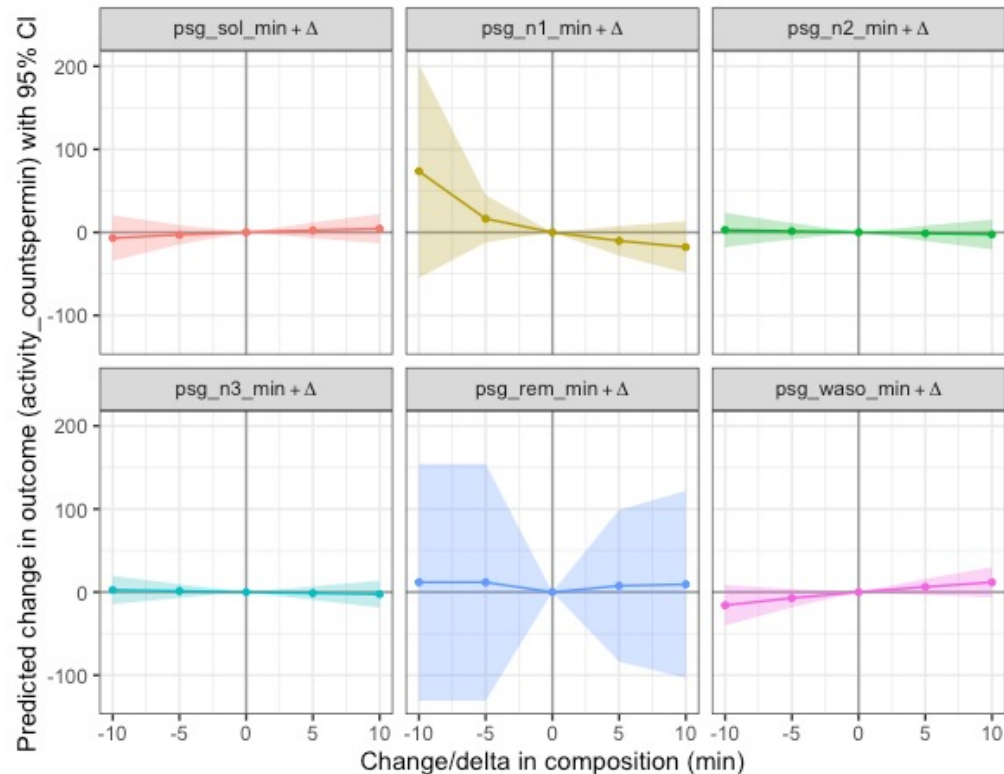 Predicted change in outcome (activity_countspermin) with 95% CI
psg_sol_min + Δ
psg_n1_min + Δ
psg_n2_min + Δ
200
100
0
-100
psg_n3_min + Δ
psg_rem_min + Δ
psg_waso_min + Δ
200
100
0
-100
-10 -5 0 5 10
-10 -5 0 5 10
-10 -5 0 5 10
Change/delta in composition (min)